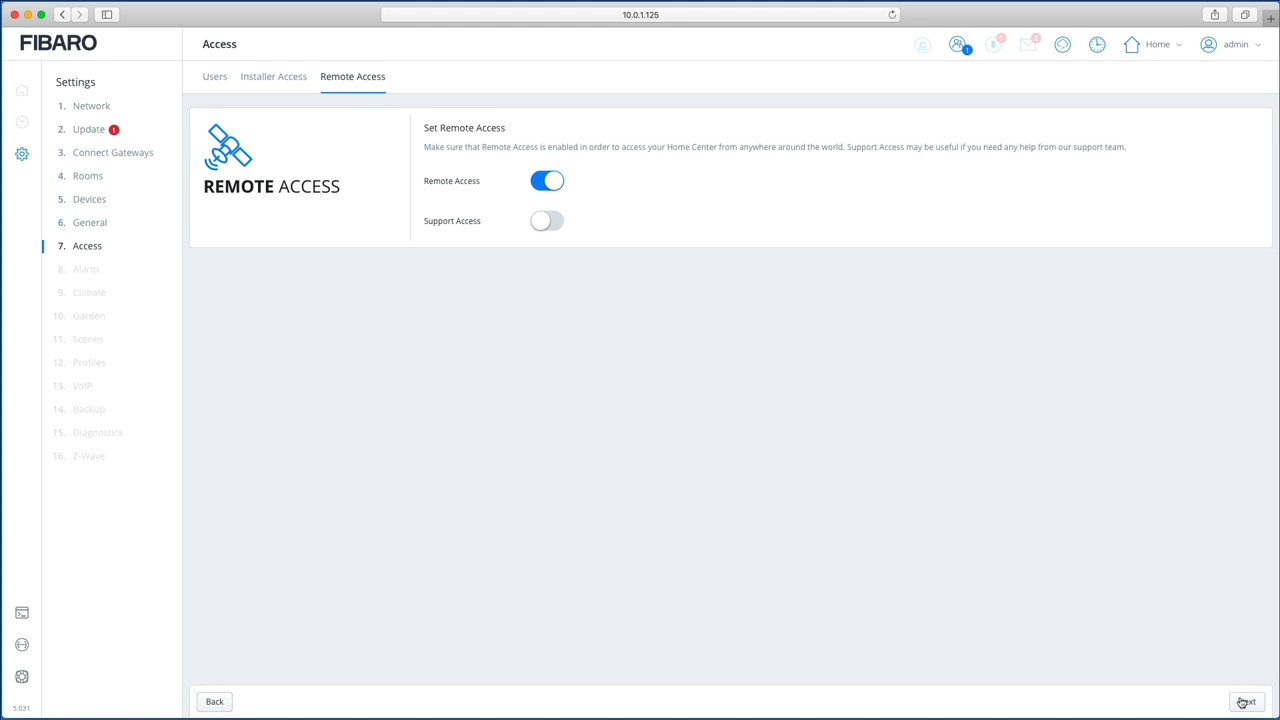 10.0.1.125
FIBARO
Access
1
1
2
Home
admin
Users
Installer Access
Remote Access
Settings
1. Network
2. Update 1
3. Connect Gateways
4. Rooms
5. Devices
6. General
7. Access
8. Alarm
9. Climate
10. Garden
11. Scenes
12. Profiles
13. VoIP
14. Backup
15. Diagnostics
16. Z-Wave
5.031
REMOTE ACCESS
Set Remote Access
Make sure that Remote Access is enabled in order to access your Home Center from anywhere around the world. Support Access may be useful if you need any help from our support team.
Remote Access
Support Access
Back